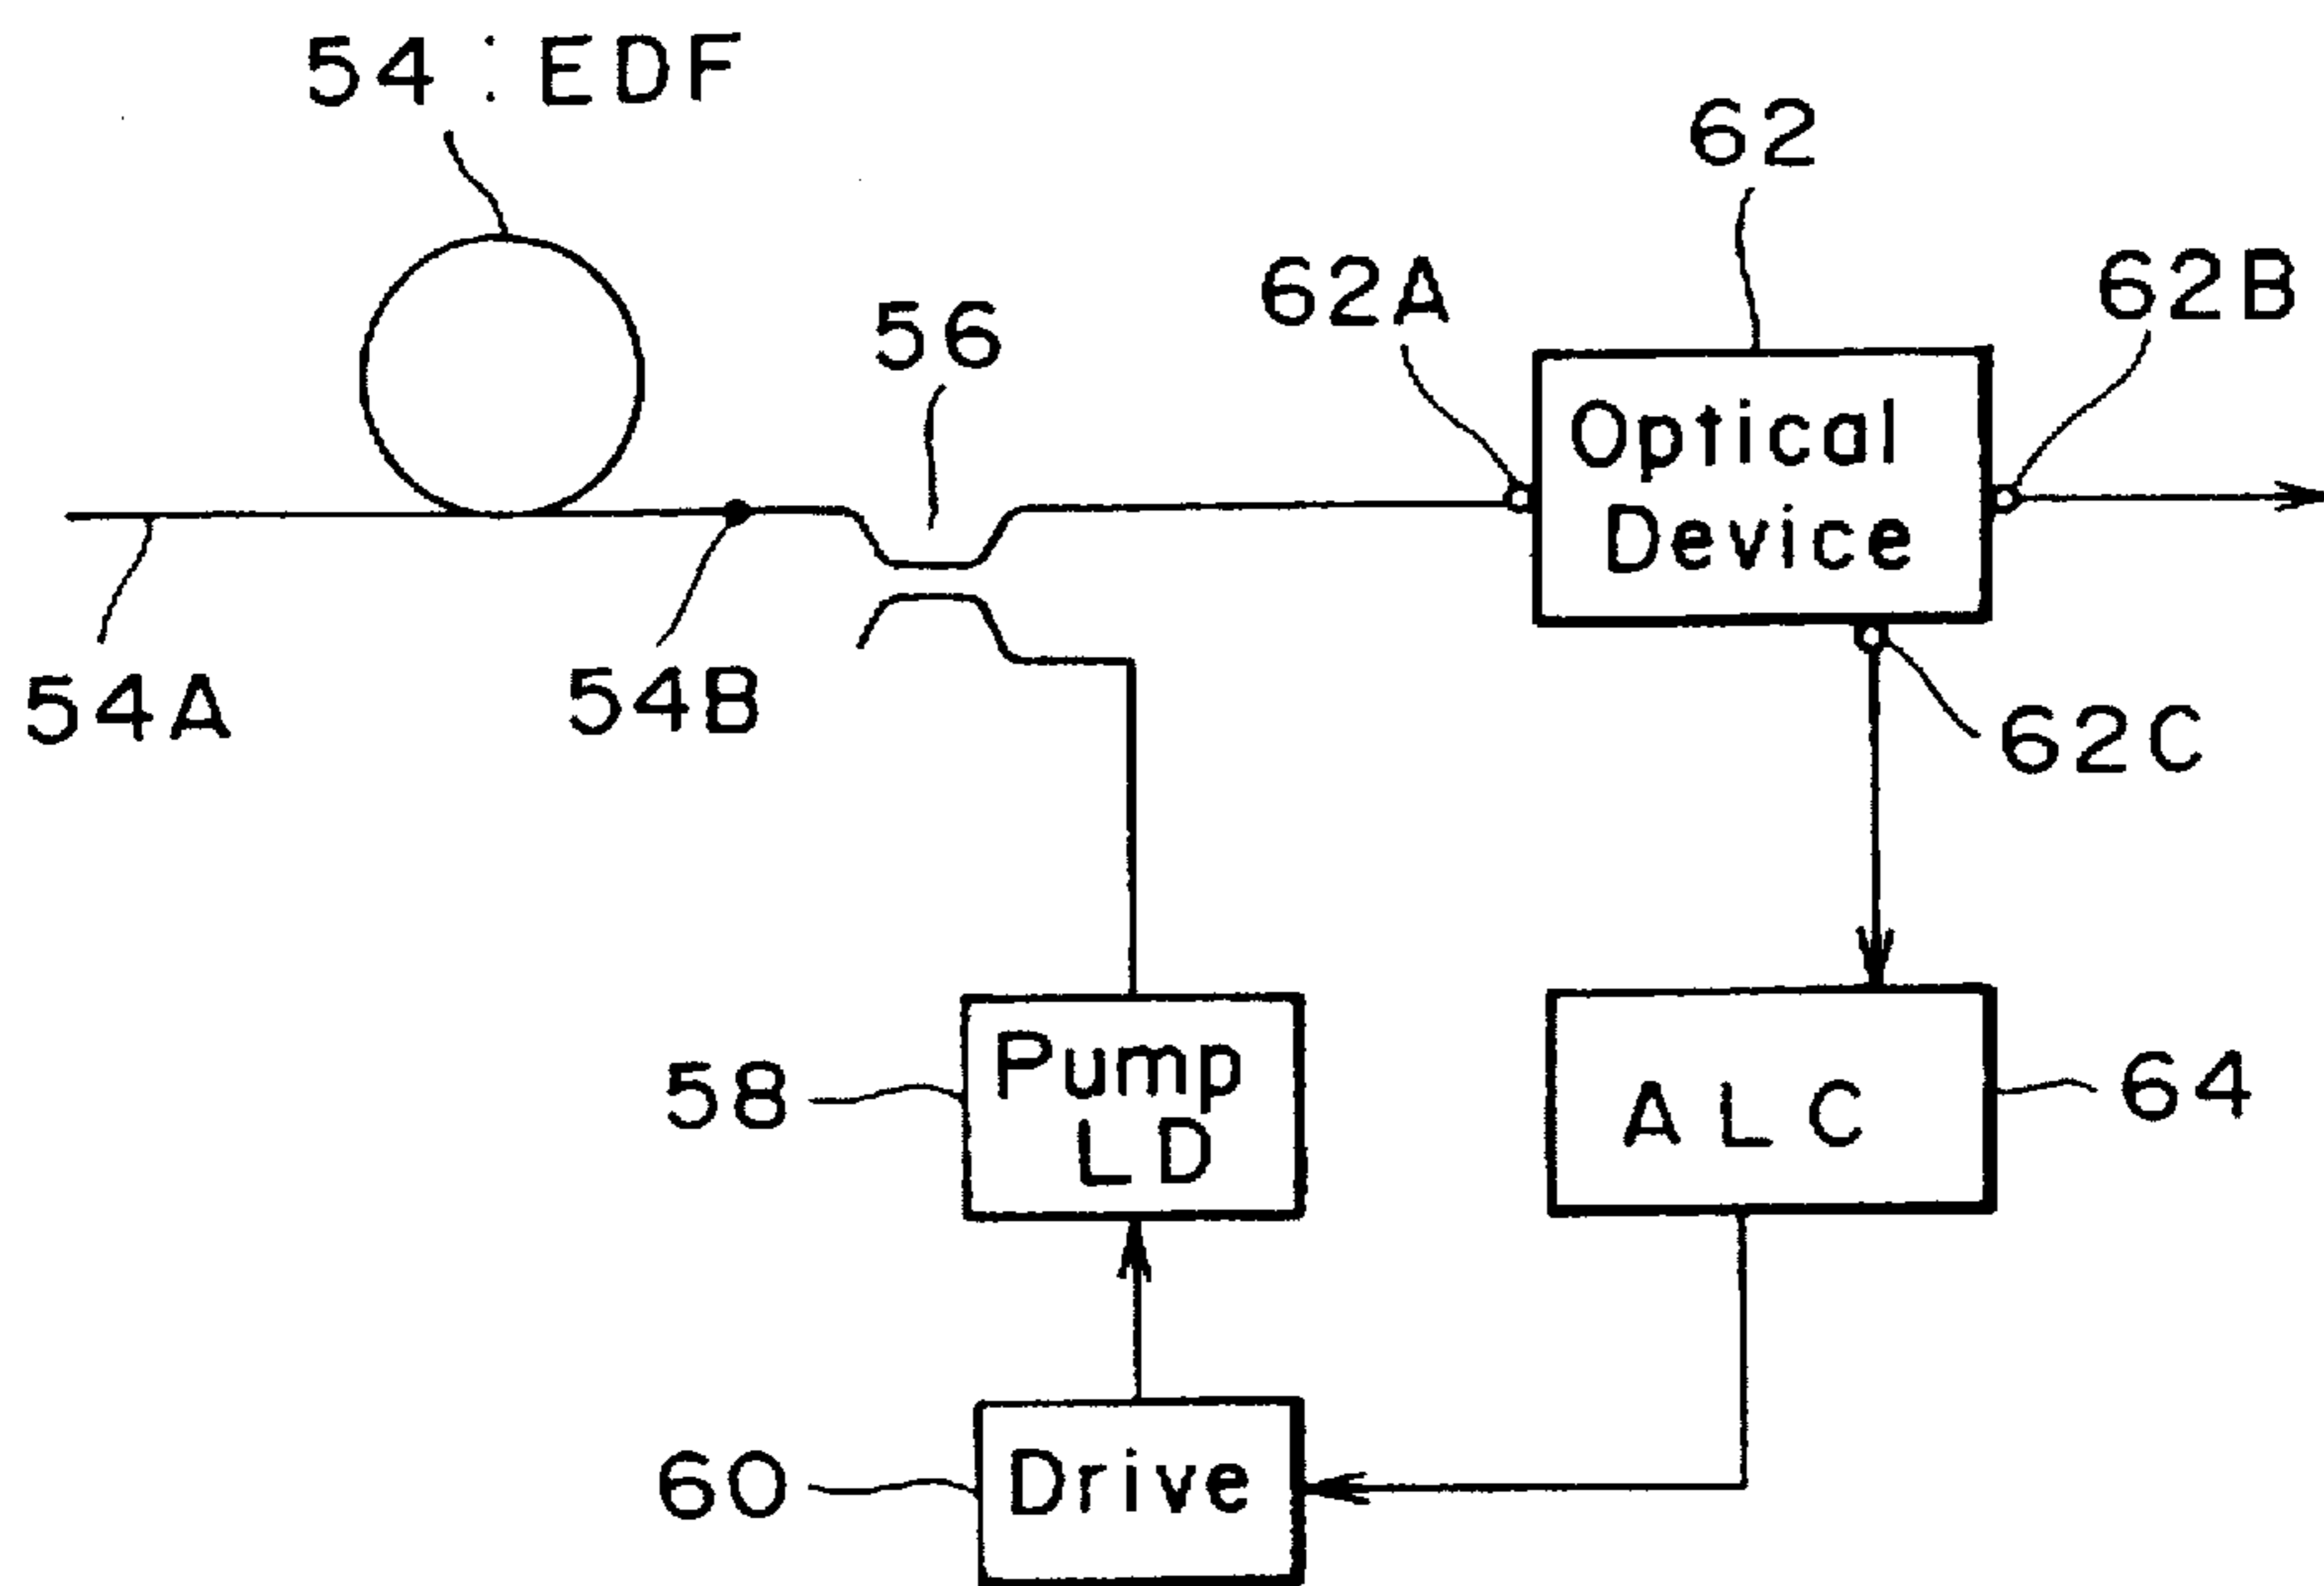 54:EDF
62
62A
62B
56
Optical
Device
54A
54B
62C
58
Pump
LD
ALC
64
60
Drive